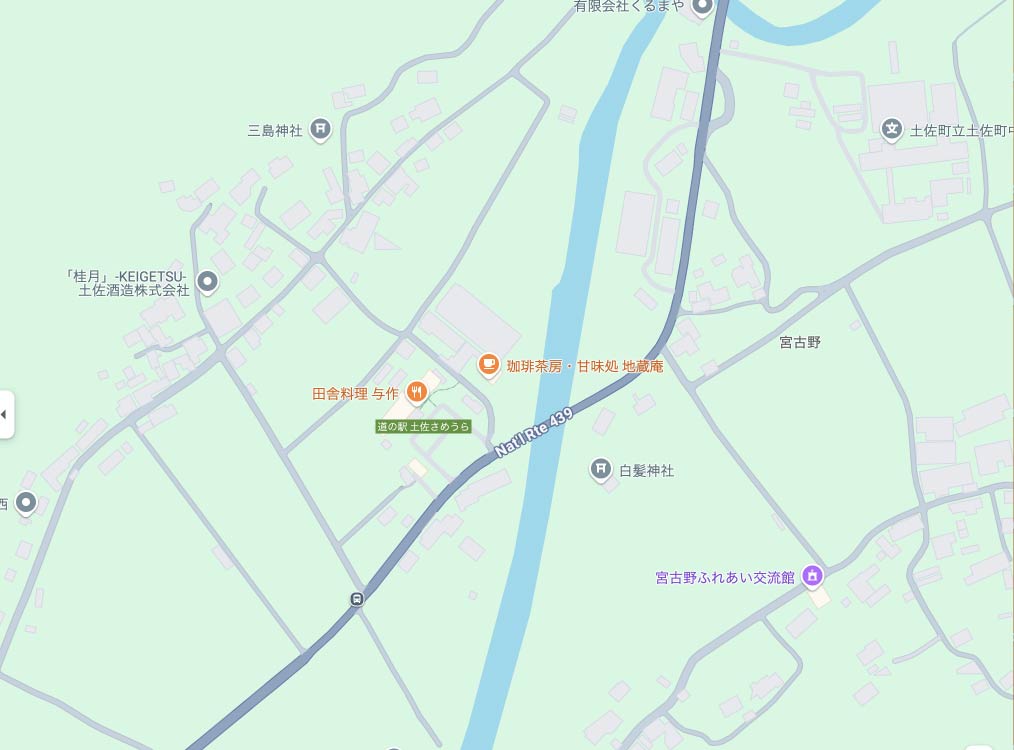 有限会社くるまや
三島神社
土佐町立土佐町中
「桂月」-KEIGETSU-
土佐酒造株式会社
宮古野
珈琲茶房・甘味処 地蔵庵
田舎料理 与作
道の駅 土佐さめうら
Nat'l Rte 439
白髪神社
西
宮古野ふれあい交流館